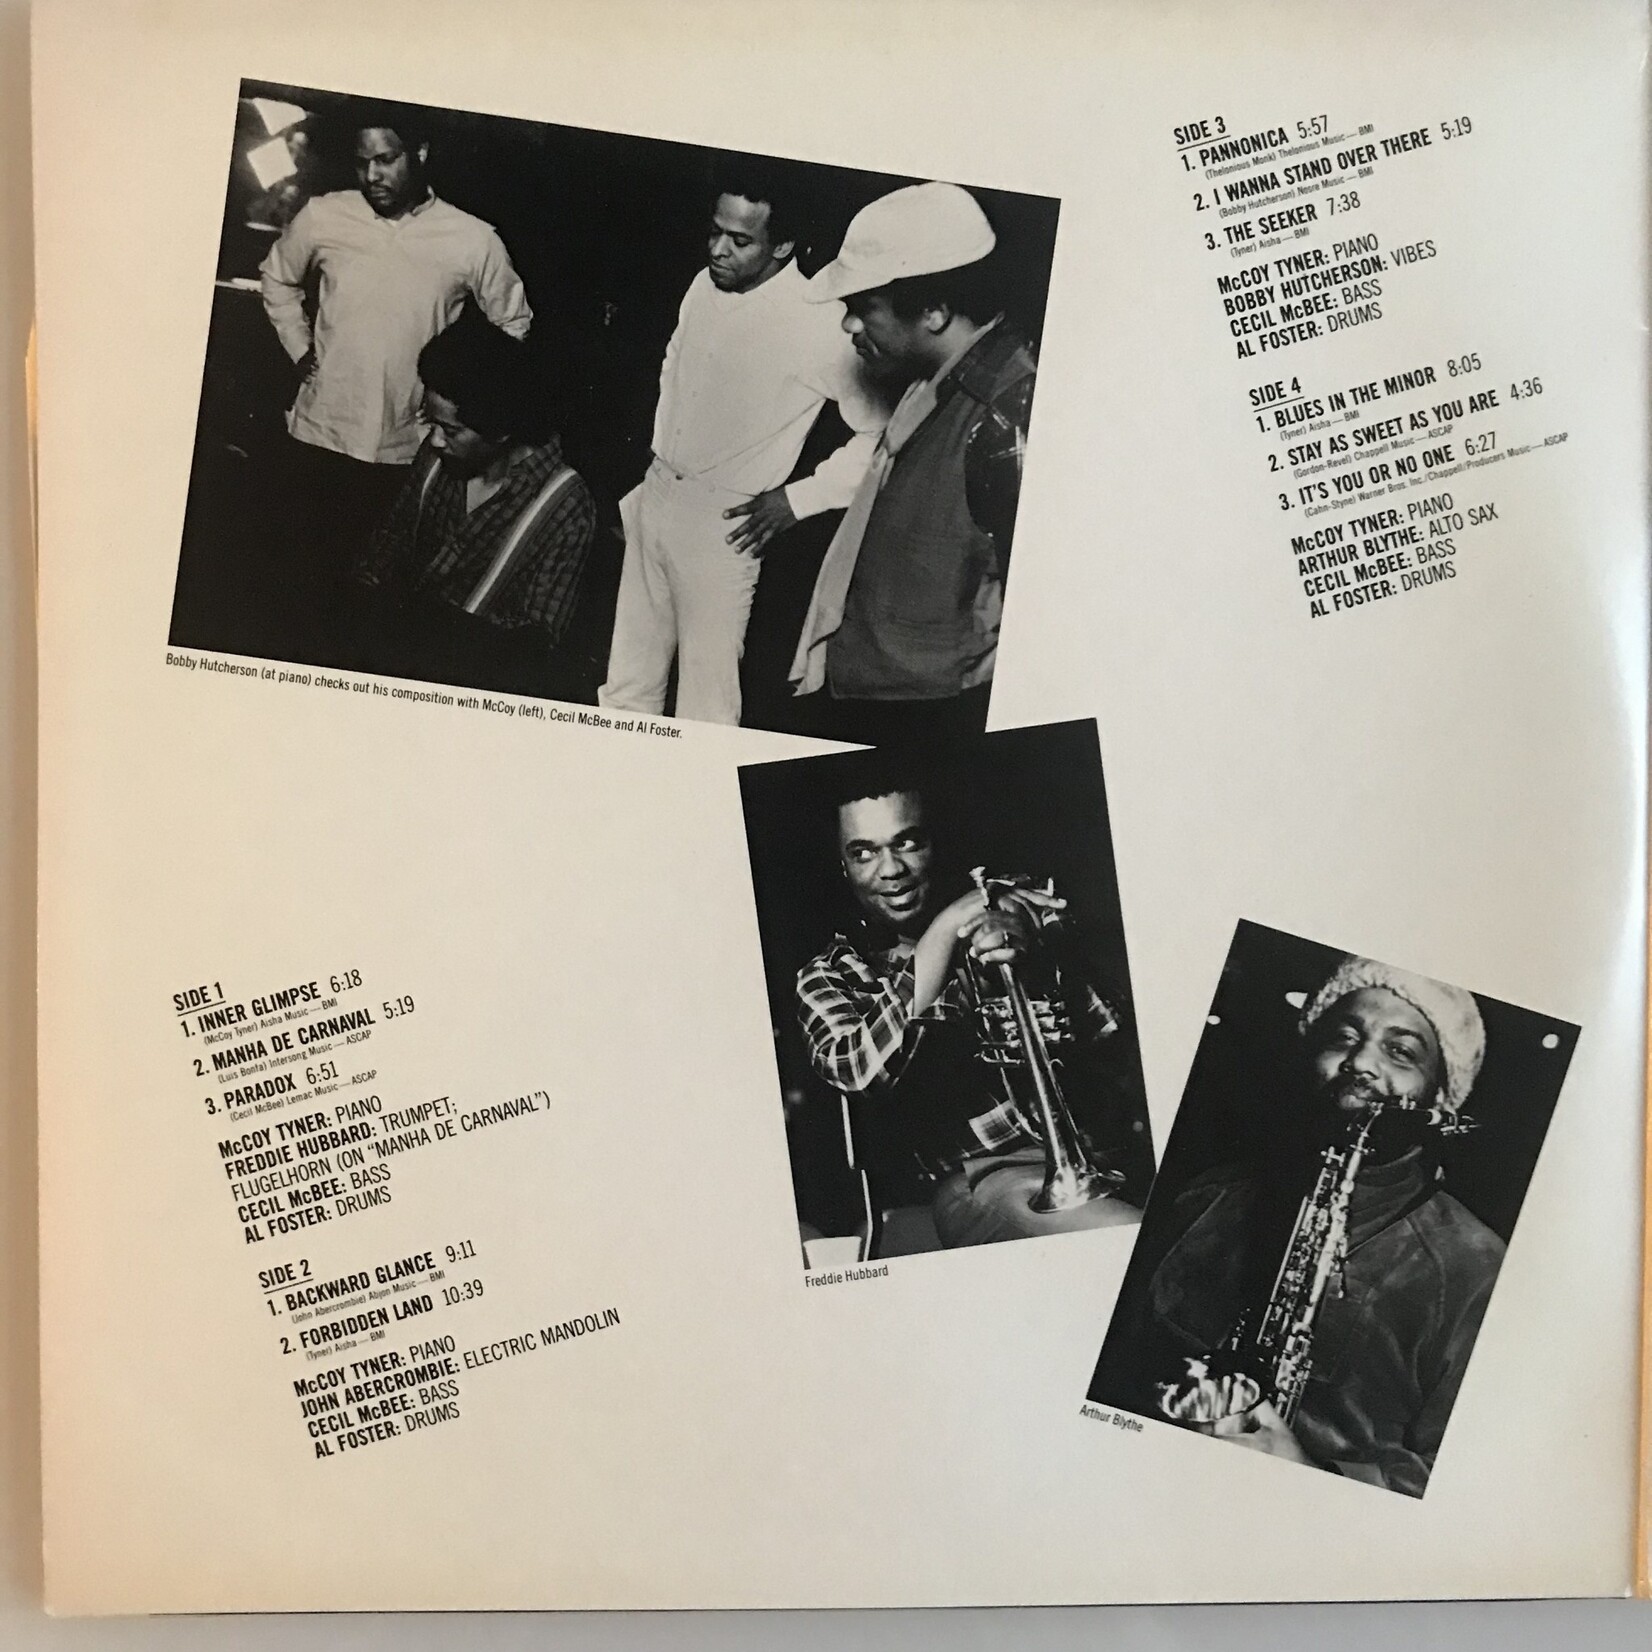 SIDE 3
1. PANNONICA 5:57
(Thelonious Monk) Thelonious Music—BMI
2. I WANNA STAND OVER THERE 5:19
(Bobby Hutcherson) Nosre Music—BMI
3. THE SEEKER 7:38
(Tyner) Aisha—BMI
McCOY TYNER: PIANO
BOBBY HUTCHERSON: VIBES
CECIL McBEE: BASS
AL FOSTER: DRUMS
SIDE 4
1. BLUES IN THE MINOR 8:05
(Tyner) Aisha—BMI
2. STAY AS SWEET AS YOU ARE 4:36
(Gordon-Revel) Chappell Music—ASCAP
3. IT'S YOU OR NO ONE 6:27
(Cahn-Styne) Warner Bros. Inc./Chappell/Producers Music—ASCAP
McCOY TYNER: PIANO
ARTHUR BLYTHE: ALTO SAX
CECIL McBEE: BASS
AL FOSTER: DRUMS
Bobby Hutcherson (at piano) checks out his composition with McCoy (left), Cecil McBee and Al Foster.
SIDE 1
1. INNER GLIMPSE 6:18
(McCoy Tyner) Aisha Music—BMI
2. MANHA DE CARNAVAL 5:19
(Luis Bonfa) Intersong Music—ASCAP
3. PARADOX 6:51
(Cecil McBee) Lemac Music—ASCAP
McCOY TYNER: PIANO
FREDDIE HUBBARD: TRUMPET;
FLUGELHORN (ON “MANHA DE CARNAVAL”)
CECIL McBEE: BASS
AL FOSTER: DRUMS
SIDE 2
1. BACKWARD GLANCE 9:11
(John Abercrombie) Abjon Music—BMI
2. FORBIDDEN LAND 10:39
(Tyner) Aisha—BMI
McCOY TYNER: PIANO
JOHN ABERCROMBIE: ELECTRIC MANDOLIN
CECIL McBEE: BASS
AL FOSTER: DRUMS
Freddie Hubbard
Arthur Blythe